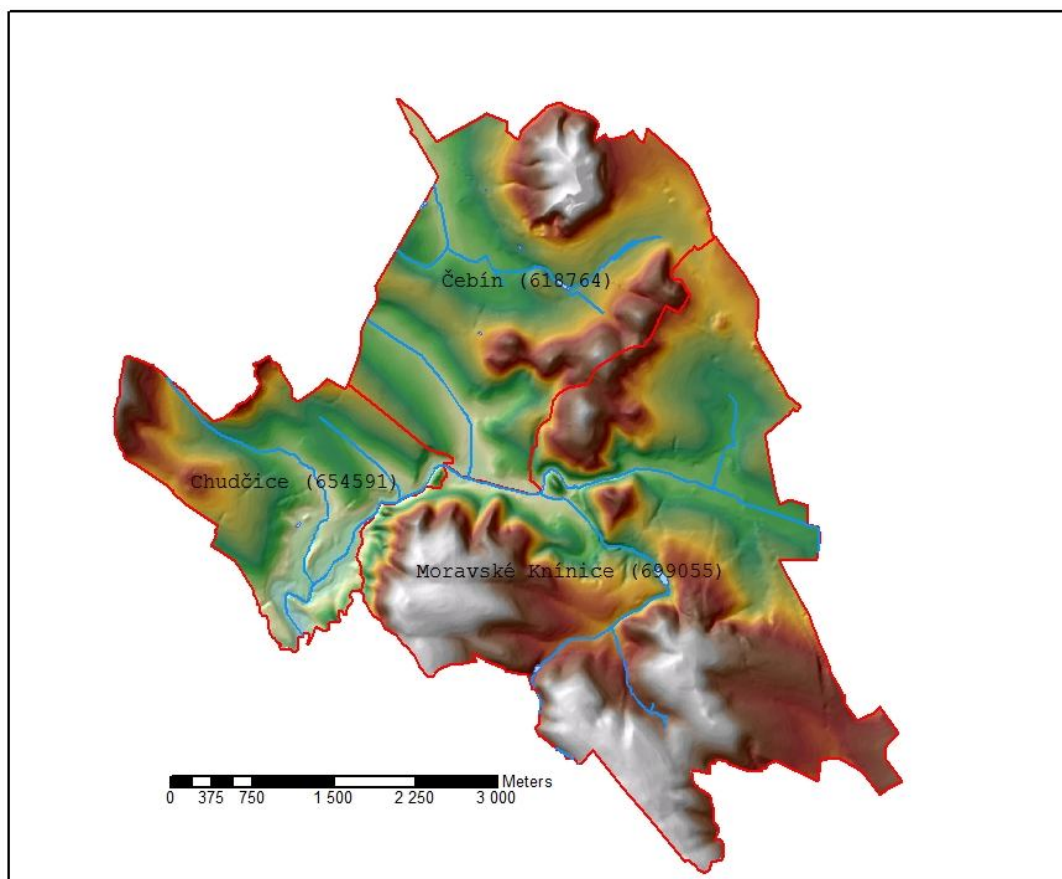 Čebín (618764)
Chudčice (654591)
Moravské Knínice (699055)
Meters
0 375 750 1 500 2 250 3 000